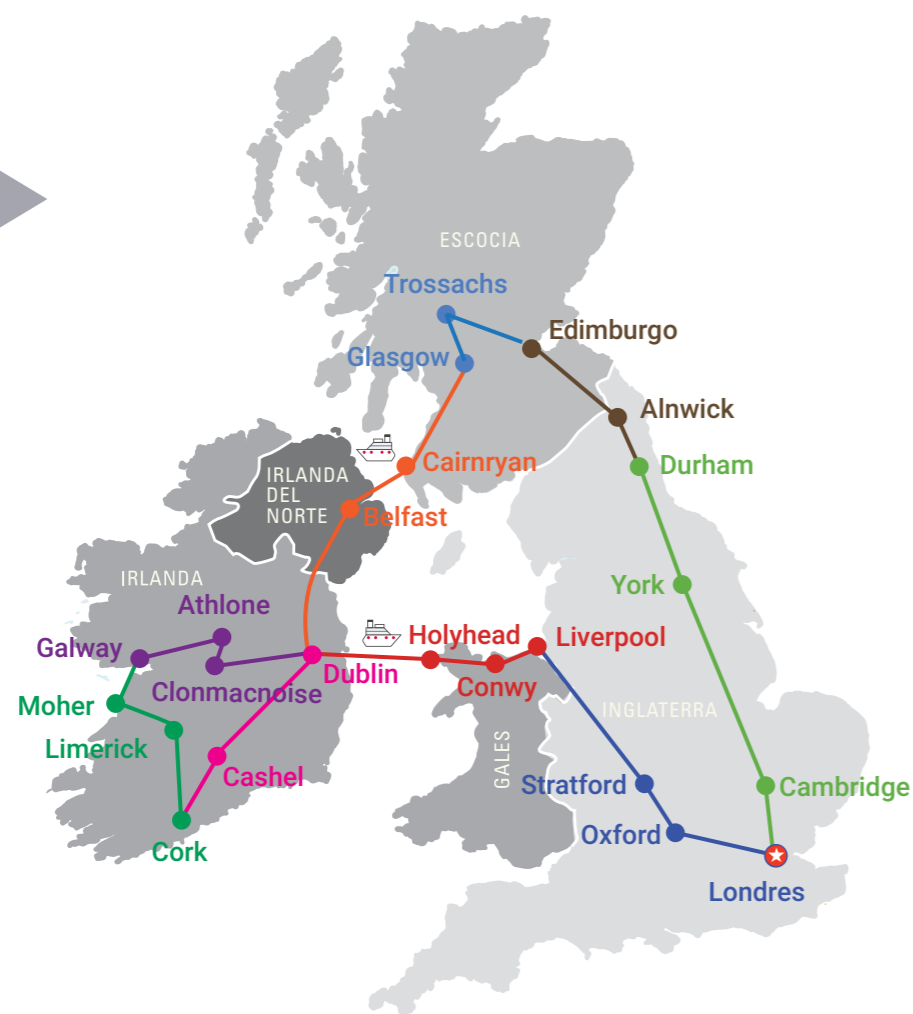 ESCOCIA
Trossachs
Edimburgo
Glasgow
Alnwick
Cairnryan
Durham
IRLANDA
DEL
NORTE
Belfast
IRLANDA
York
Athlone
Galway
Holyhead
Liverpool
Dublin
Clonmacnoise
Conwy
Moher
INGLATERRA
Limerick
GALES
Cashel
Stratford
Cambridge
Oxford
Cork
Londres